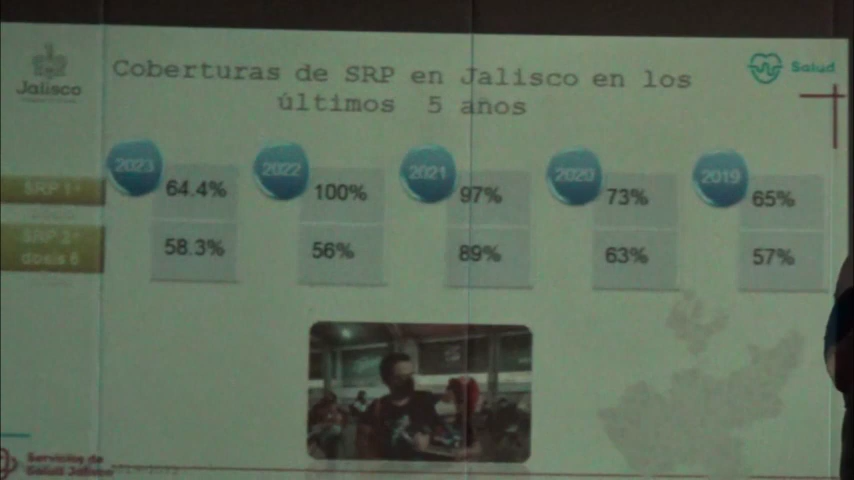 Jalisco
Coberturas de SRP en Jalisco en los
últimos 5 años
Salud
2023
2022
2021
2020
2019
SRP 1ª
64.4%
100%
97%
73%
65%
SRP 2ª
dosis 6
58.3%
56%
89%
63%
57%
Servicios de
Salud Jalisco